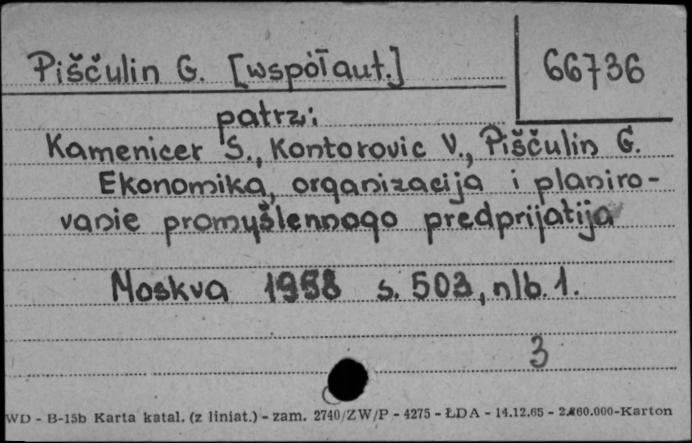 Piščulin G. [współaut.]
66736
patrz:
Kamenicer S., Kontorovic V., Piščulin G.
Ekonomika, organizacija i planiro-
vanie promyšlennogo predprijatija
Moskva 1958 s. 503, nlb. 1.
3
WD - B-15b Karta katal. (z liniat.) - zam. 2740/ZW/P - 4275 - ŁDA - 14.12.65 - 2.260.000-Karton